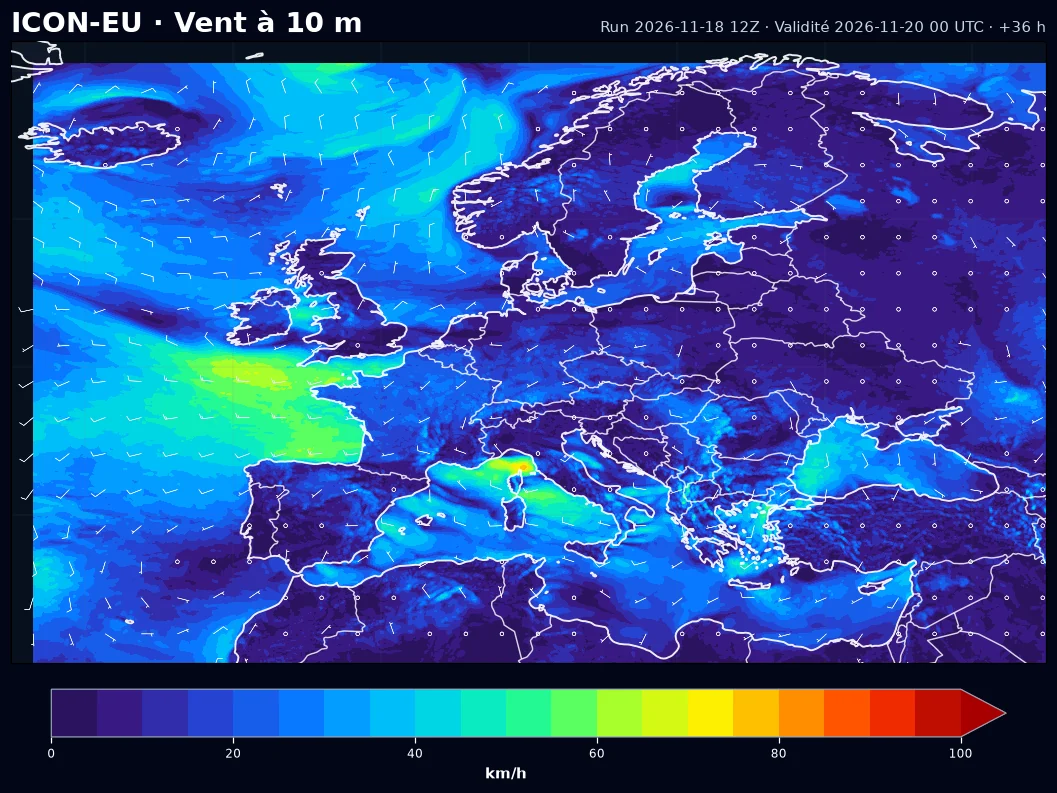 ICON-EU · Vent à 10 m
Run 2026-11-18 12Z · Validité 2026-11-20 00 UTC · +36 h
0 20 40 60 80 100
km/h